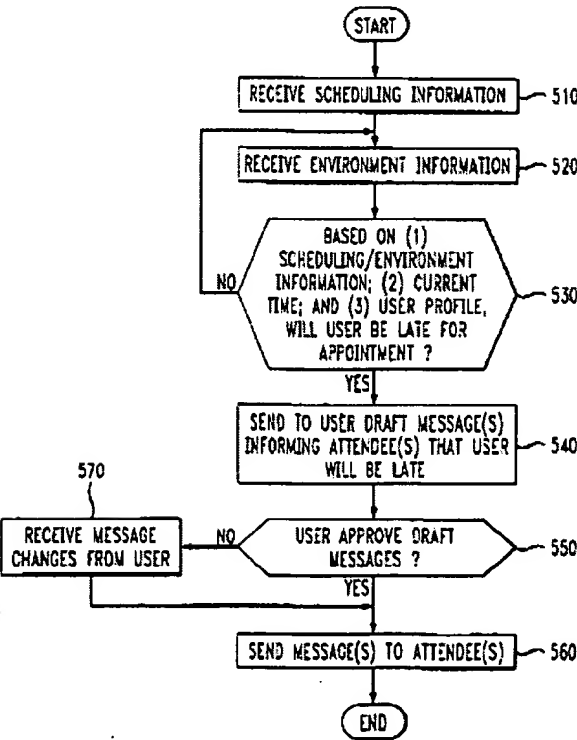 START
RECEIVE SCHEDULING INFORMATION
510
RECEIVE ENVIRONMENT INFORMATION
520
BASED ON (1)
SCHEDULING/ENVIRONMENT
INFORMATION; (2) CURRENT
TIME; AND (3) USER PROFILE,
WILL USER BE LATE FOR
APPOINTMENT ?
NO
530
YES
SEND TO USER DRAFT MESSAGE(S)
INFORMING ATTENDEE(S) THAT USER
WILL BE LATE
540
570
RECEIVE MESSAGE
CHANGES FROM USER
NO
USER APPROVE DRAFT
MESSAGES ?
550
YES
SEND MESSAGE(S) TO ATTENDEE(S)
560
END